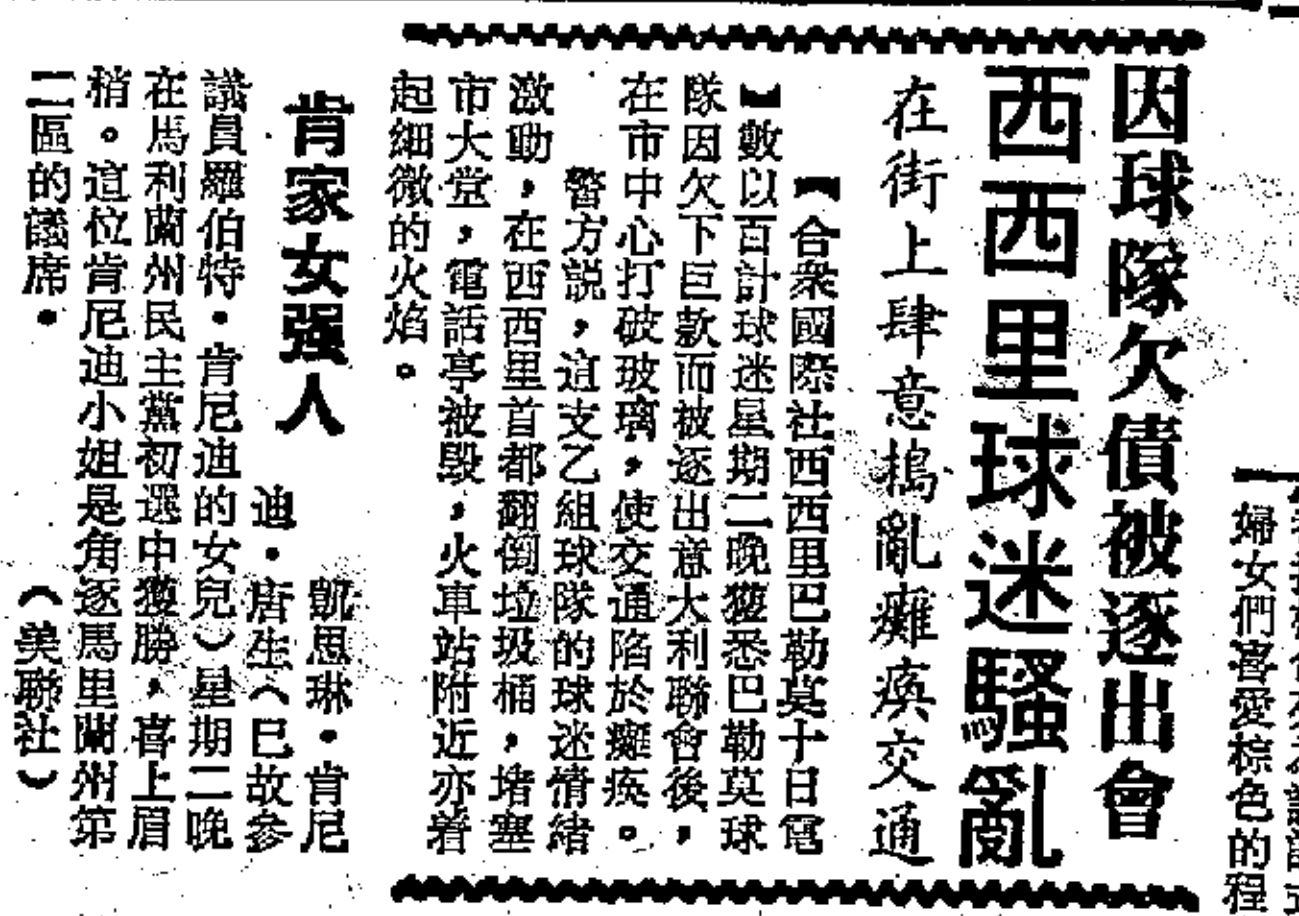 婦女們喜愛棕色的程
因球隊欠債被逐出會
西西里球迷騷亂
在街上肆意搗亂癱瘓交通
【合衆國際社西西里巴勒莫十日電
】數以百計球迷星期二晚獲悉巴勒莫球
隊因欠下巨款而被逐出意大利聯會後，
在市中心打破玻璃，使交通陷於癱瘓。
警方説，這支乙組球隊的球迷情緒
激動，在西西里首都翻倒垃圾桶，堵塞
市大堂，電話亭被毀，火車站附近亦着
起細微的火焰。
肯家女强人
凱思琳·肯尼
迪·唐生（已故參
議員羅伯特·肯尼迪的女兒）星期二晚
在馬利蘭州民主黨初選中獲勝，喜上眉
稍。這位肯尼迪小姐是角逐馬里蘭州第
二區的議席。
（美聯社）